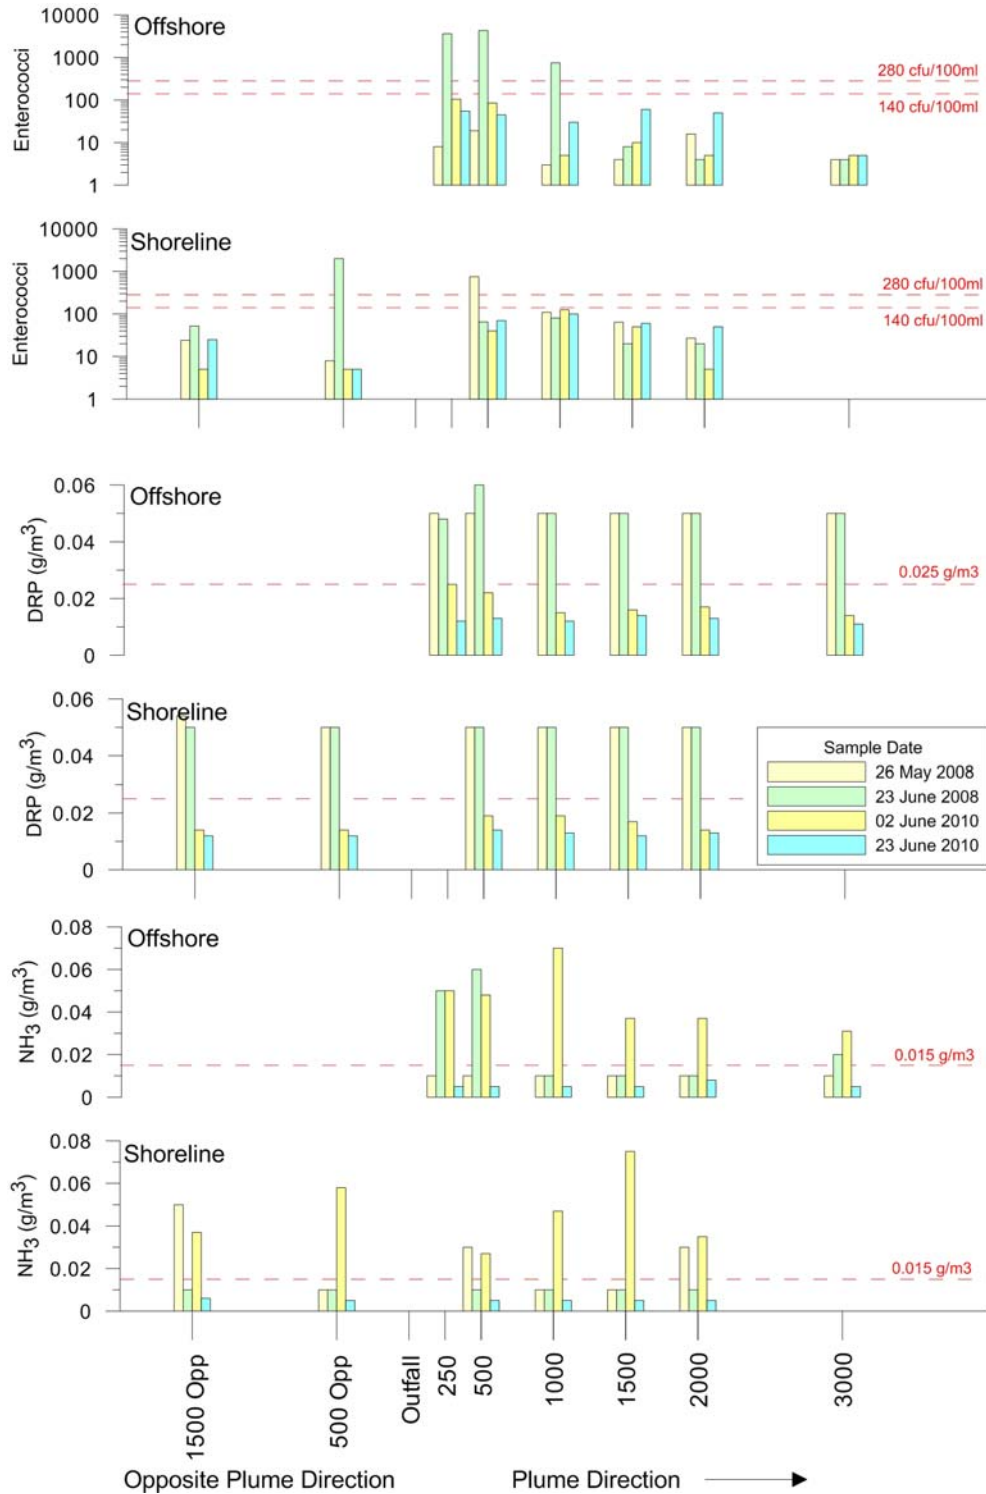 Offshore
Enterococci
10000
1000
100
10
1
280 cfu/100ml
140 cfu/100ml
Shoreline
Enterococci
10000
1000
100
10
1
280 cfu/100ml
140 cfu/100ml
Offshore
DRP (g/m³)
0.06
0.04
0.02
0
0.025 g/m3
Shoreline
DRP (g/m³)
0.06
0.04
0.02
0
Sample Date
26 May 2008
23 June 2008
02 June 2010
23 June 2010
Offshore
NH₃ (g/m³)
0.08
0.06
0.04
0.02
0
0.015 g/m3
Shoreline
NH₃ (g/m³)
0.08
0.06
0.04
0.02
0
0.015 g/m3
1500 Opp
500 Opp
Outfall
250
500
1000
1500
2000
3000
Opposite Plume Direction
Plume Direction